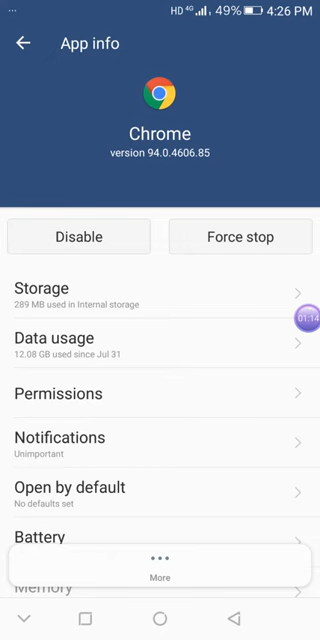 ... HD 4G 49% 4:26 PM
App info
Chrome
version 94.0.4606.85
Disable
Force stop
Storage
289 MB used in Internal storage
01:14
Data usage
12.08 GB used since Jul 31
Permissions
Notifications
Unimportant
Open by default
No defaults set
Battery
More
Memory